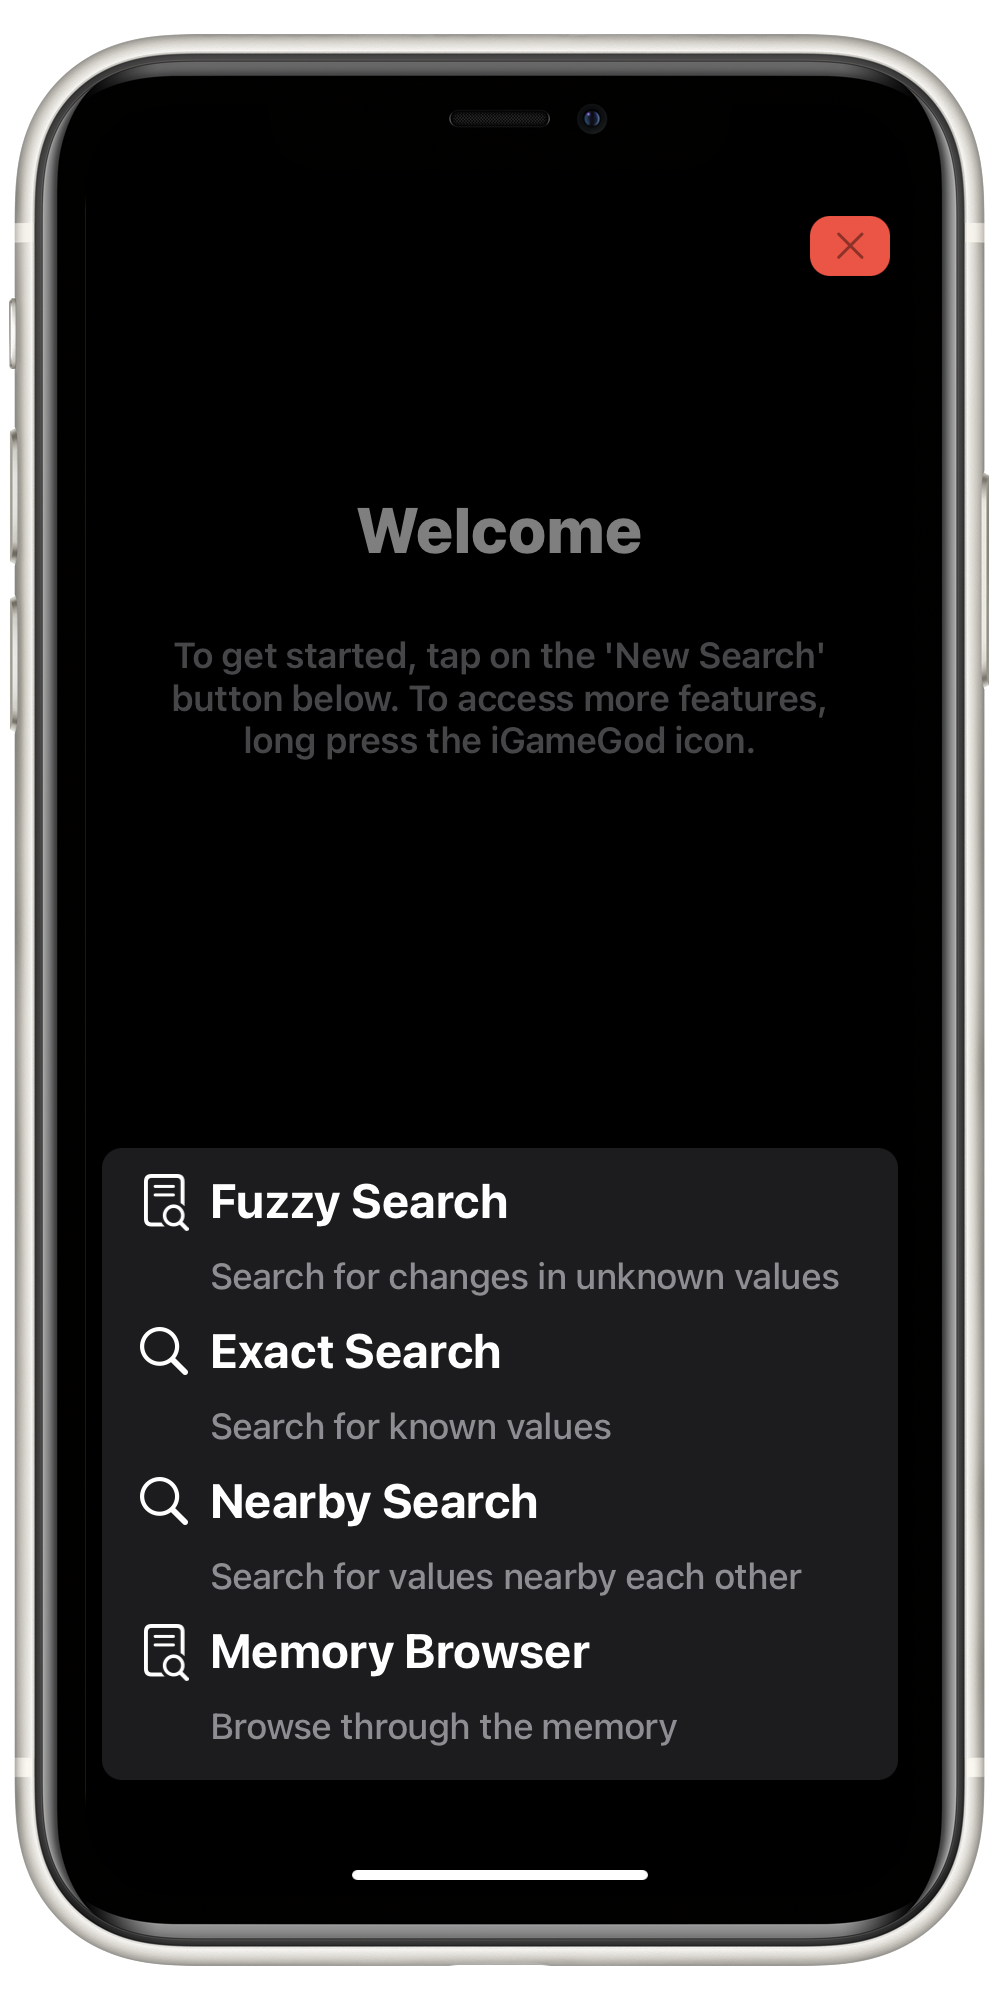 Welcome
To get started, tap on the 'New Search'
button below. To access more features,
long press the iGameGod icon.
Fuzzy Search
Search for changes in unknown values
Exact Search
Search for known values
Nearby Search
Search for values nearby each other
Memory Browser
Browse through the memory